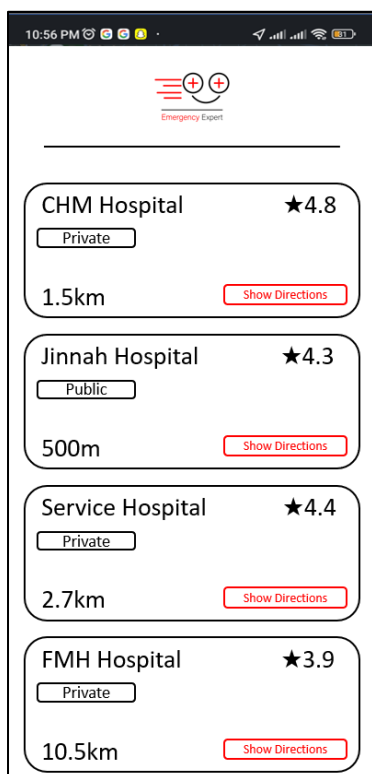 10:56 PM
81
Emergency Expert
CHM Hospital ★4.8
Private
1.5km Show Directions
Jinnah Hospital ★4.3
Public
500m Show Directions
Service Hospital ★4.4
Private
2.7km Show Directions
FMH Hospital ★3.9
Private
10.5km Show Directions